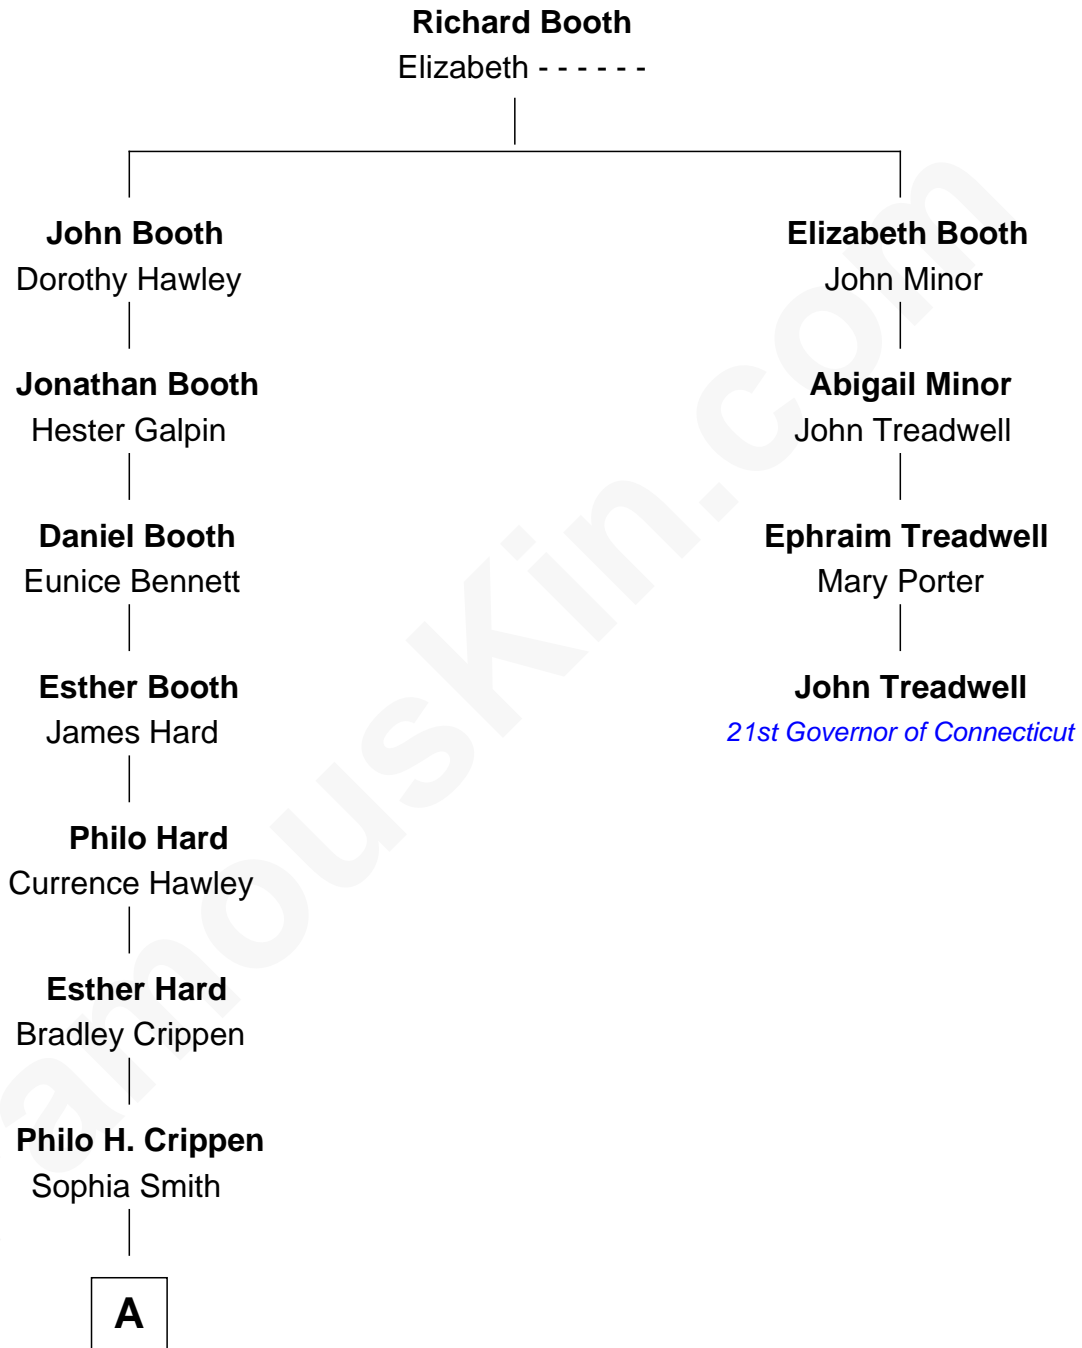 Richard Booth
Elizabeth - - - - - -
John Booth
Dorothy Hawley
Elizabeth Booth
John Minor
Jonathan Booth
Hester Galpin
Abigail Minor
John Treadwell
Daniel Booth
Eunice Bennett
Ephraim Treadwell
Mary Porter
Esther Booth
James Hard
John Treadwell
21st Governor of Connecticut
Philo Hard
Currence Hawley
Esther Hard
Bradley Crippen
Philo H. Crippen
Sophia Smith
A
amousKin.com